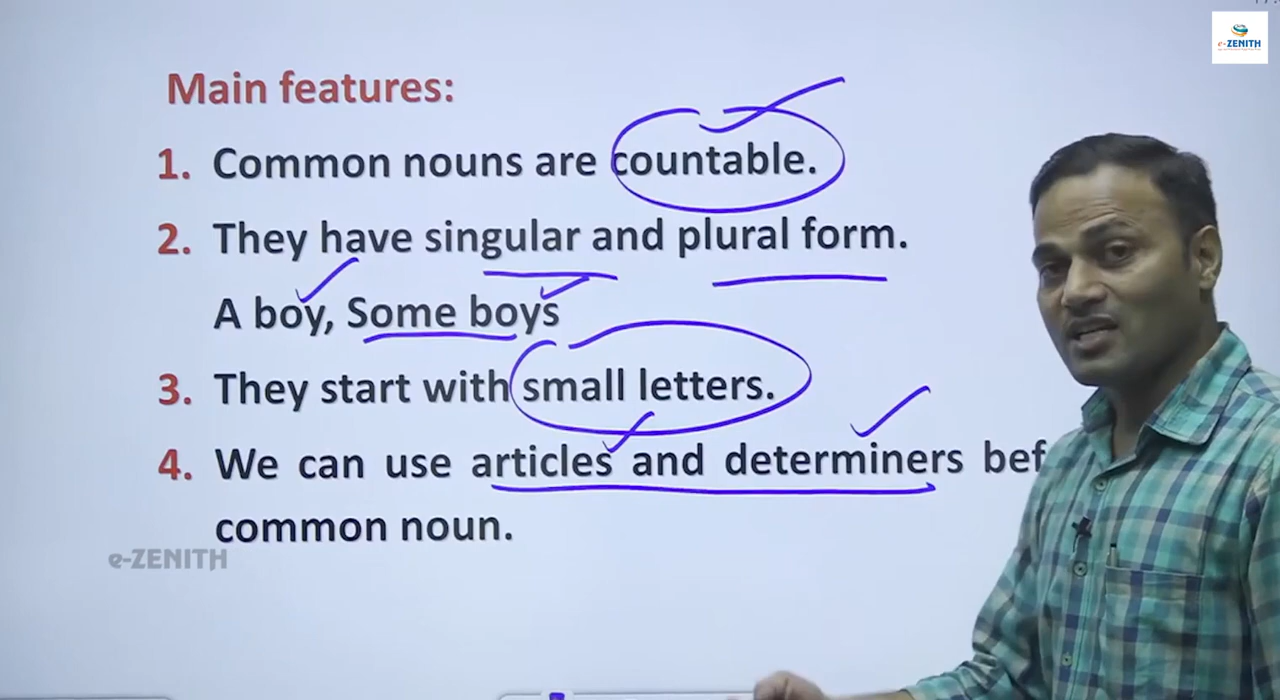 e-ZENITH
Main features:
1. Common nouns are countable.
2. They have singular and plural form.
A boy, Some boys
3. They start with small letters.
4. We can use articles and determiners bef
common noun.
e-ZENITH